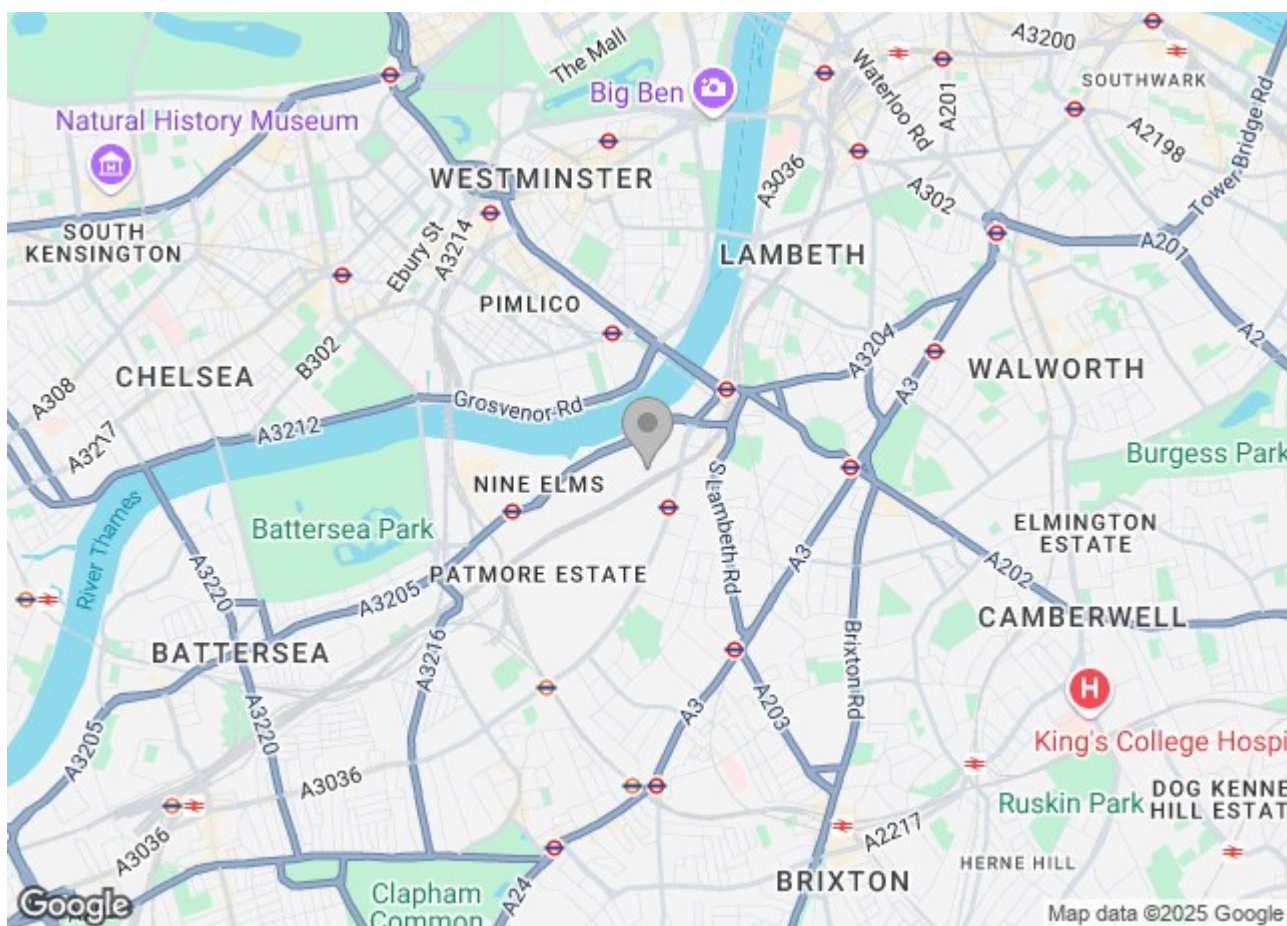 A3200
SOUTHWARK
The Mall
Big Ben
Waterloo Rd
A201
Tower Bridge Rd
Natural History Museum
A2198
A3036
WESTMINSTER
A302
SOUTH
KENSINGTON
Ebury St
A3214
LAMBETH
A201
PIMLICO
A2
B302
A3204
CHELSEA
WALWORTH
A308
A3
Grosvenor Rd
A3212
A3217
Burgess Park
NINE ELMS
S Lambeth Rd
River Thames
Battersea Park
ELMINGTON
ESTATE
A3
A202
PATMORE ESTATE
A3220
A3205
CAMBERWELL
BATTERSEA
A3216
Brixton Rd
A203
A3
H
A3220
A3205
King's College Hospi
A3036
DOG KENNE
HILL ESTAT
Ruskin Park
A3036
A2217
HERNE HILL
BRIXTON
Clapham
Common
A24
Google
Map data ©2025 Google